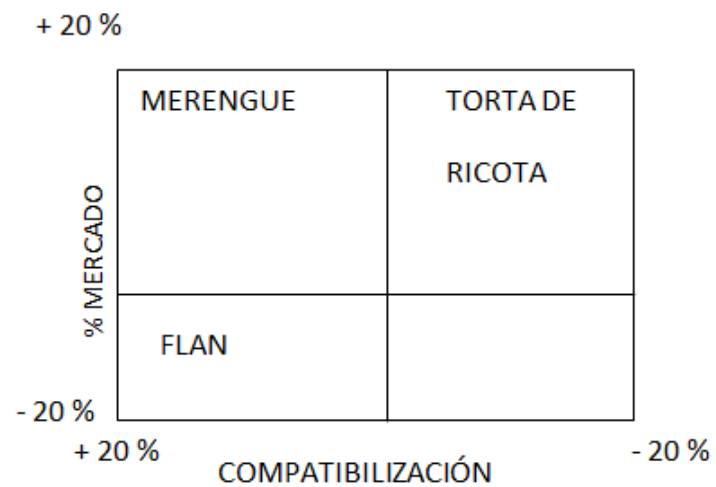 + 20 %
MERENGUE
TORTA DE
RICOTA
% MERCADO
FLAN
- 20 %
+ 20 %
- 20 %
COMPATIBILIZACIÓN